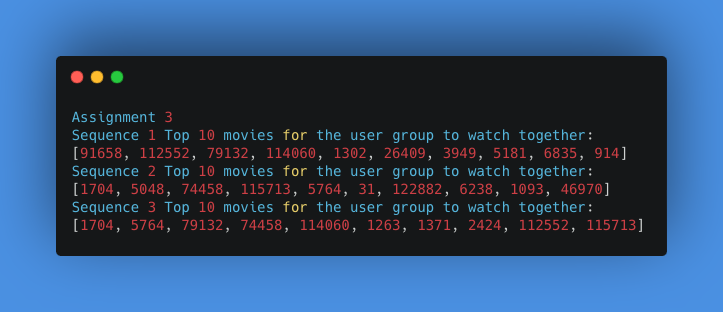 Assignment 3
Sequence 1 Top 10 movies for the user group to watch together:
[91658, 112552, 79132, 114060, 1302, 26409, 3949, 5181, 6835, 914]
Sequence 2 Top 10 movies for the user group to watch together:
[1704, 5048, 74458, 115713, 5764, 31, 122882, 6238, 1093, 46970]
Sequence 3 Top 10 movies for the user group to watch together:
[1704, 5764, 79132, 74458, 114060, 1263, 1371, 2424, 112552, 115713]